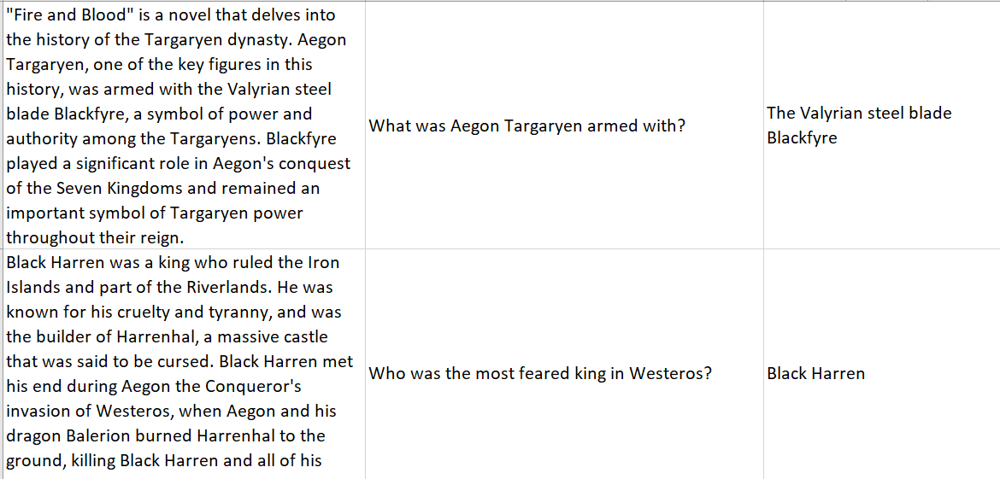 "Fire and Blood" is a novel that delves into
the history of the Targaryen dynasty. Aegon
Targaryen, one of the key figures in this
history, was armed with the Valyrian steel
blade Blackfyre, a symbol of power and
authority among the Targaryens. Blackfyre
played a significant role in Aegon's conquest
of the Seven Kingdoms and remained an
important symbol of Targaryen power
throughout their reign.
What was Aegon Targaryen armed with?
The Valyrian steel blade
Blackfyre
Black Harren was a king who ruled the Iron
Islands and part of the Riverlands. He was
known for his cruelty and tyranny, and was
the builder of Harrenhal, a massive castle
that was said to be cursed. Black Harren met
his end during Aegon the Conqueror's
invasion of Westeros, when Aegon and his
dragon Balerion burned Harrenhal to the
ground, killing Black Harren and all of his
Who was the most feared king in Westeros?
Black Harren